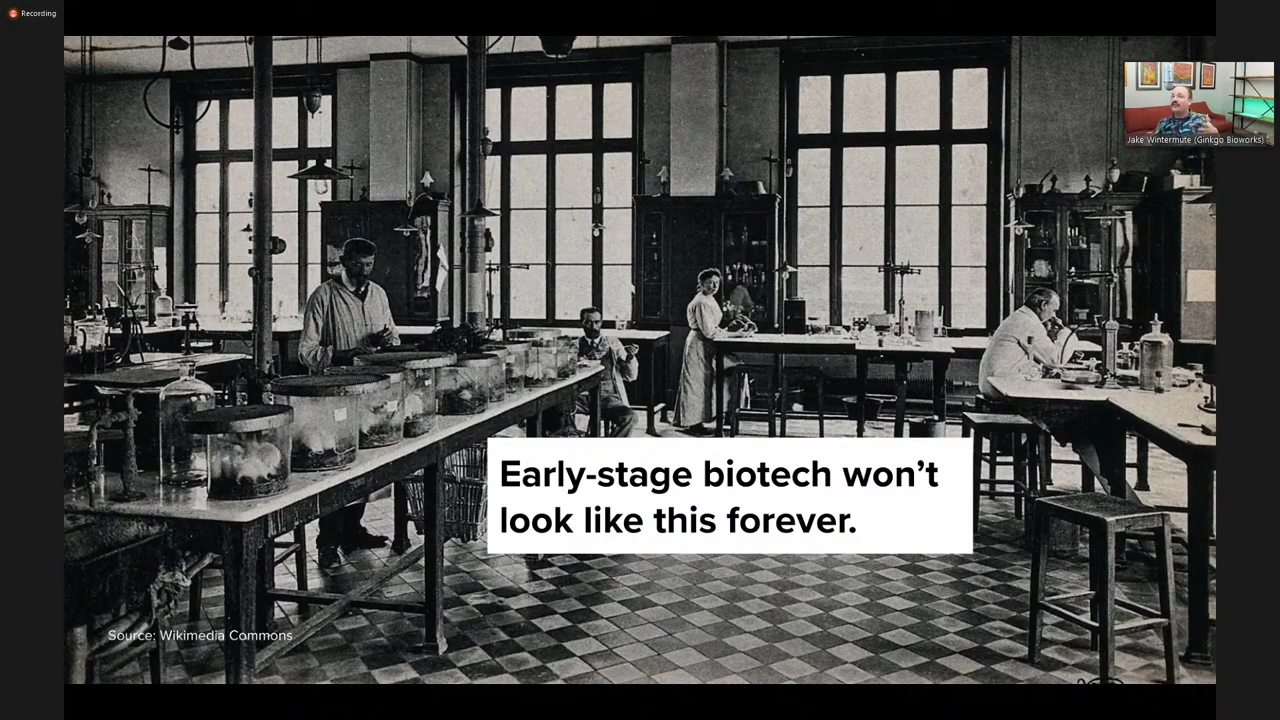 Recording
Jake Wintermute (Ginkgo Bioworks)
Early-stage biotech won’t
look like this forever.
Source: Wikimedia Commons